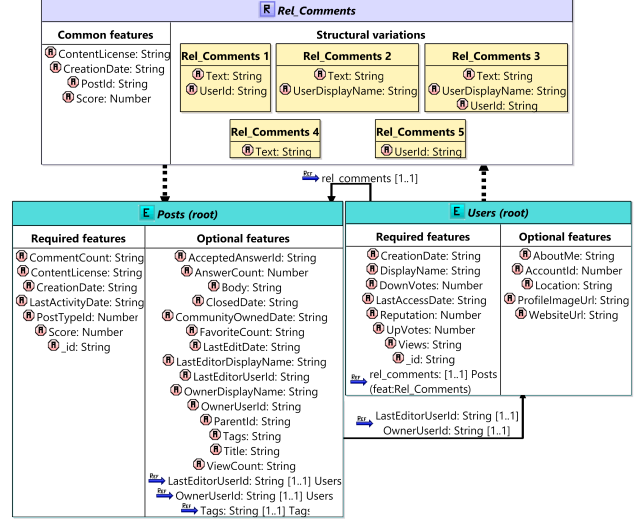 R Rel_Comments
Common features
ContentLicense: String
CreationDate: String
PostId: String
Score: Number
Structural variations
Rel_Comments 1
Text: String
UserId: String
Rel_Comments 2
Text: String
UserDisplayName: String
Rel_Comments 3
Text: String
UserDisplayName: String
UserId: String
Rel_Comments 4
Text: String
Rel_Comments 5
UserId: String
REF rel_comments [1..1]
E Posts (root)
Required features
CommentCount: String
ContentLicense: String
CreationDate: String
LastActivityDate: String
PostTypeId: Number
Score: Number
_id: String
Optional features
AcceptedAnswerId: String
AnswerCount: Number
Body: String
ClosedDate: String
CommunityOwnedDate: String
FavoriteCount: String
LastEditDate: String
LastEditorDisplayName: String
LastEditorUserId: String
OwnerDisplayName: String
OwnerUserId: String
ParentId: String
Tags: String
Title: String
ViewCount: String
REF LastEditorUserId: String [1..1] Users
REF OwnerUserId: String [1..1] Users
REF Tags: String [1..1] Tags
E Users (root)
Required features
CreationDate: String
DisplayName: String
DownVotes: Number
LastAccessDate: String
Reputation: Number
UpVotes: Number
Views: String
_id: String
REF rel_comments: [1..1] Posts
(feat:Rel_Comments)
Optional features
AboutMe: String
AccountId: Number
Location: String
ProfileImageUrl: String
WebsiteUrl: String
REF LastEditorUserId: String [1..1]
OwnerUserId: String [1..1]